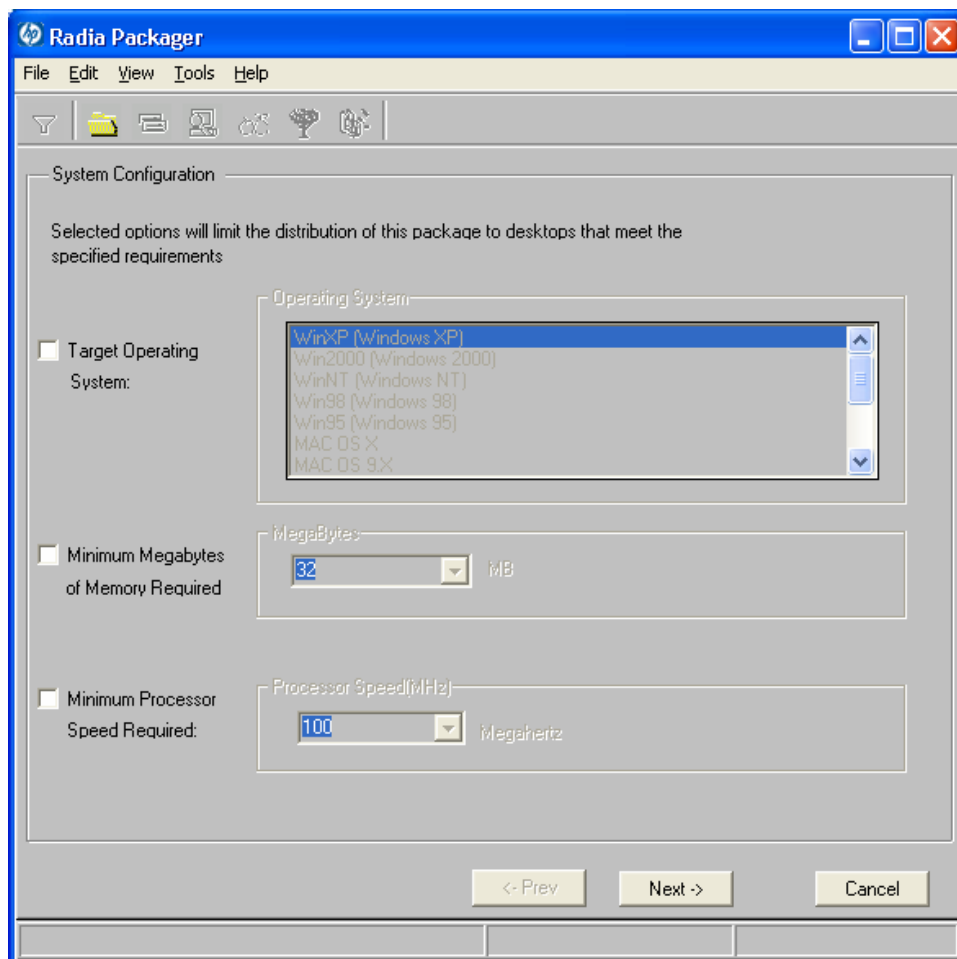 hp Radia Packager
File Edit View Tools Help
System Configuration
Selected options will limit the distribution of this package to desktops that meet the
specified requirements
Operating System
Target Operating
System:
WinXP (Windows XP)
Win2000 (Windows 2000)
WinNT (Windows NT)
Win98 (Windows 98)
Win95 (Windows 95)
MAC OS X
MAC OS 9.X
MegaBytes
Minimum Megabytes
of Memory Required
32 MB
Processor Speed(MHz)
Minimum Processor
Speed Required:
100 Megahertz
<- Prev Next -> Cancel